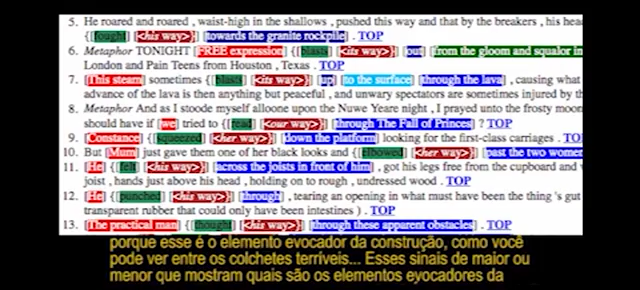 5. He roared and roared , waist-high in the shallows , pushed this way and that by the breakers , his hea
{[fought] [<his way>]} [towards the granite rockpile] . TOP
6. Metaphor TONIGHT [FREE expression] {[blasts] [<its way>]} [out] [from the gloom and squalor in
London and Pain Teens from Houston , Texas . TOP
7. [This steam] sometimes {[blasts] [<its way>]} [up] [to the surface] [through the lava] , causing what
advance of the lava is then anything but peaceful , and unwary spectators are sometimes injured by th
8. Metaphor And as I stoode myself alloone upon the Nuwe Yeare night , I prayed unto the frosty moon
should have if [we] tried to {[read] [<our way>]} [through The Fall of Princes] ? TOP
9. [Constance] {[squeezed] [<her way>]} [down the platform] looking for the first-class carriages . TO
10. But [Mum] just gave them one of her black looks and {[elbowed] [<her way>]} [past the two women
11. [He] {[felt] [<his way>]} [across the joists in front of him] , got his legs free from the cupboard and
joist , hands just above his head , holding on to rough , undressed wood . TOP
12. [He] {[punched] [<his way>]} [through] , tearing an opening in what must have been the thing 's gut
transparent rubber that could only have been intestines ) . TOP
13. [The practical man] {[thought] [<his way>]} [through these apparent obstacles] . TOP
porque esse é o elemento evocador da construção, como você
pode ver entre os colchetes terríveis... Esses sinais de maior ou
menor que mostram quais são os elementos evocadores da